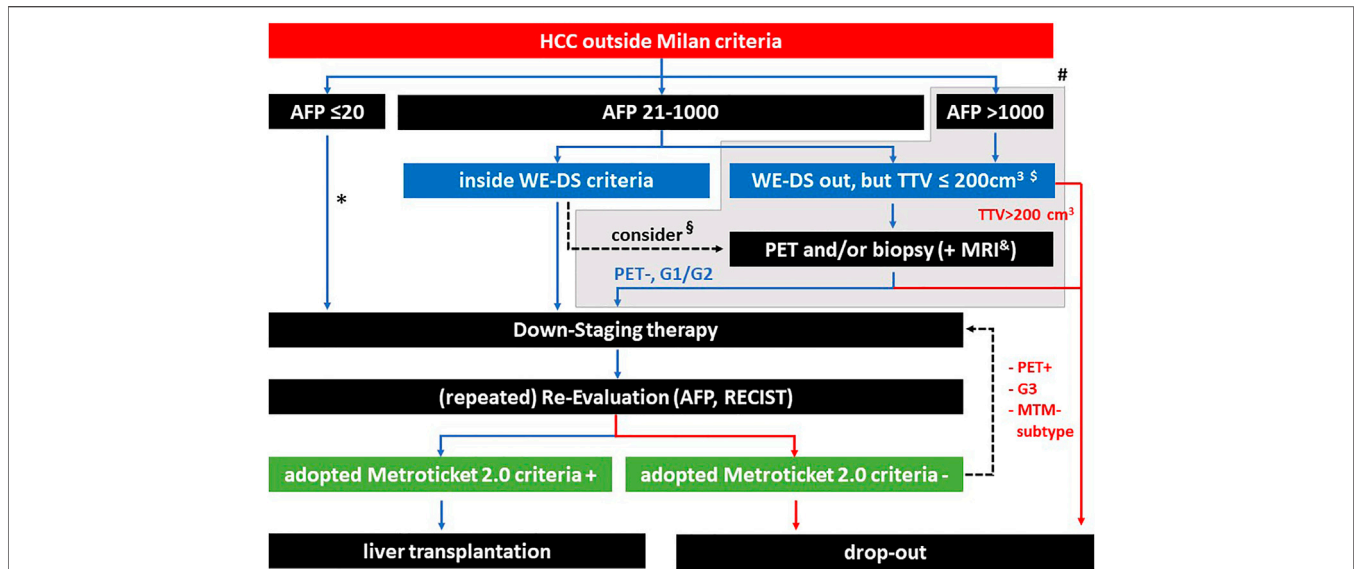 HCC outside Milan criteria
#
AFP ≤20
AFP 21-1000
AFP >1000
inside WE-DS criteria
WE-DS out, but TTV ≤ 200cm³ $
*
TTV>200 cm³
consider §
PET and/or biopsy (+ MRI&)
PET-, G1/G2
Down-Staging therapy
- PET+
- G3
- MTM-
subtype
(repeated) Re-Evaluation (AFP, RECIST)
adopted Metroticket 2.0 criteria +
adopted Metroticket 2.0 criteria -
liver transplantation
drop-out